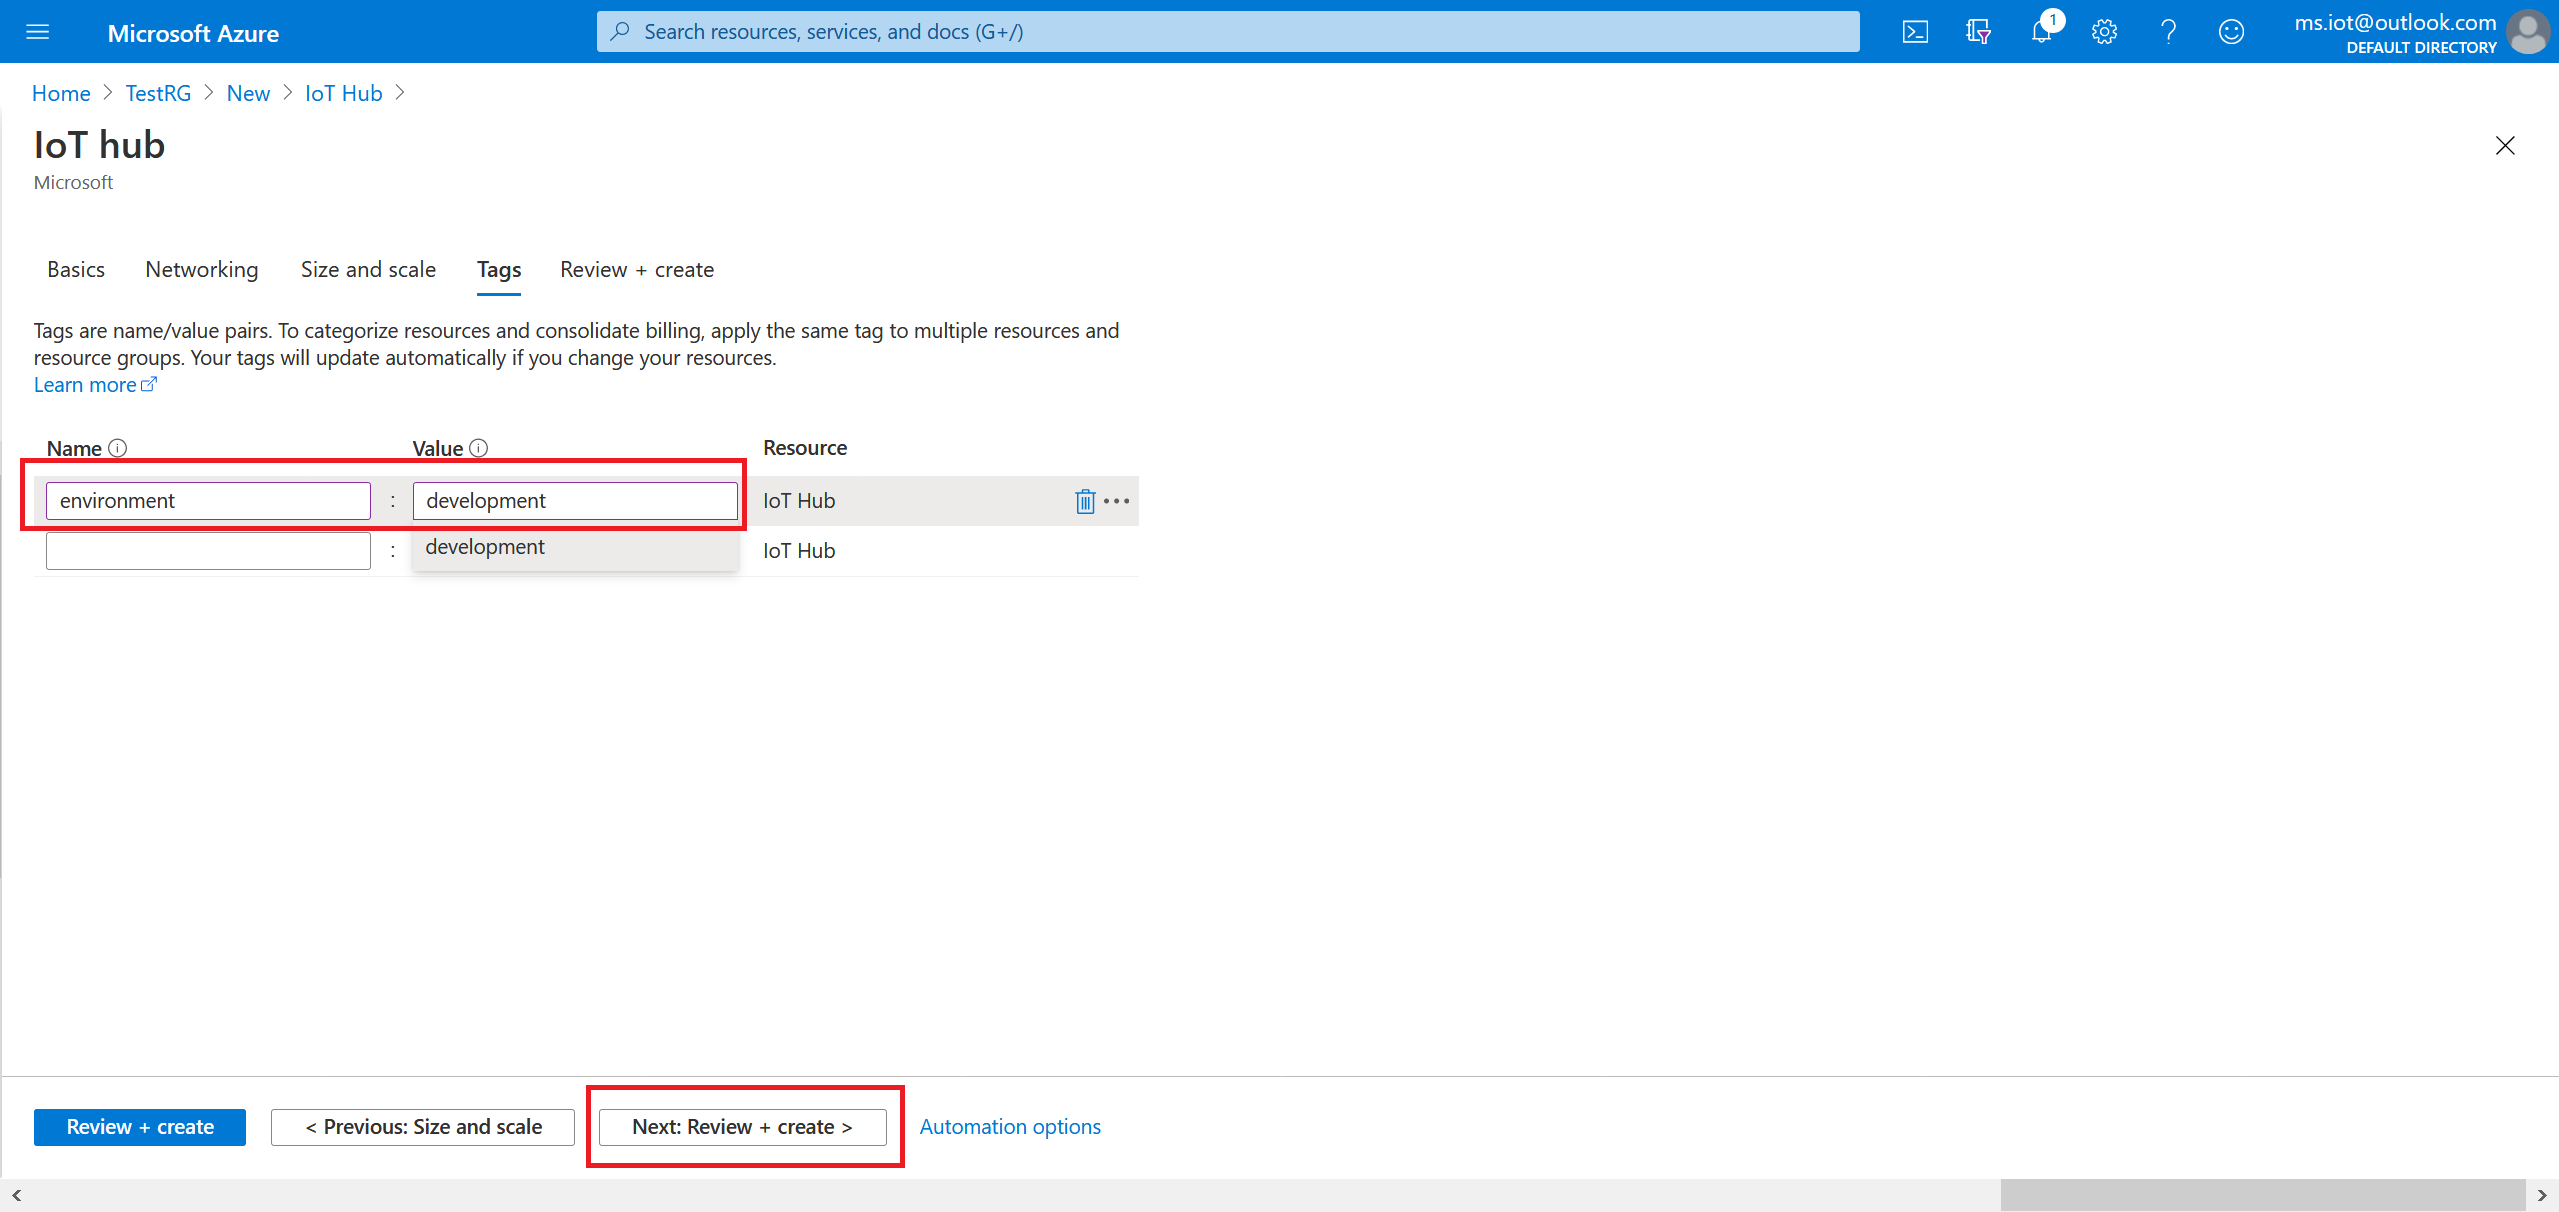 Microsoft Azure
Search resources, services, and docs (G+/)
1
ms.iot@outlook.com
DEFAULT DIRECTORY
Home > TestRG > New > IoT Hub >
IoT hub
Microsoft
Basics Networking Size and scale Tags Review + create
Tags are name/value pairs. To categorize resources and consolidate billing, apply the same tag to multiple resources and
resource groups. Your tags will update automatically if you change your resources.
Learn more
Name Value Resource
environment : development IoT Hub
: development IoT Hub
Review + create < Previous: Size and scale Next: Review + create > Automation options